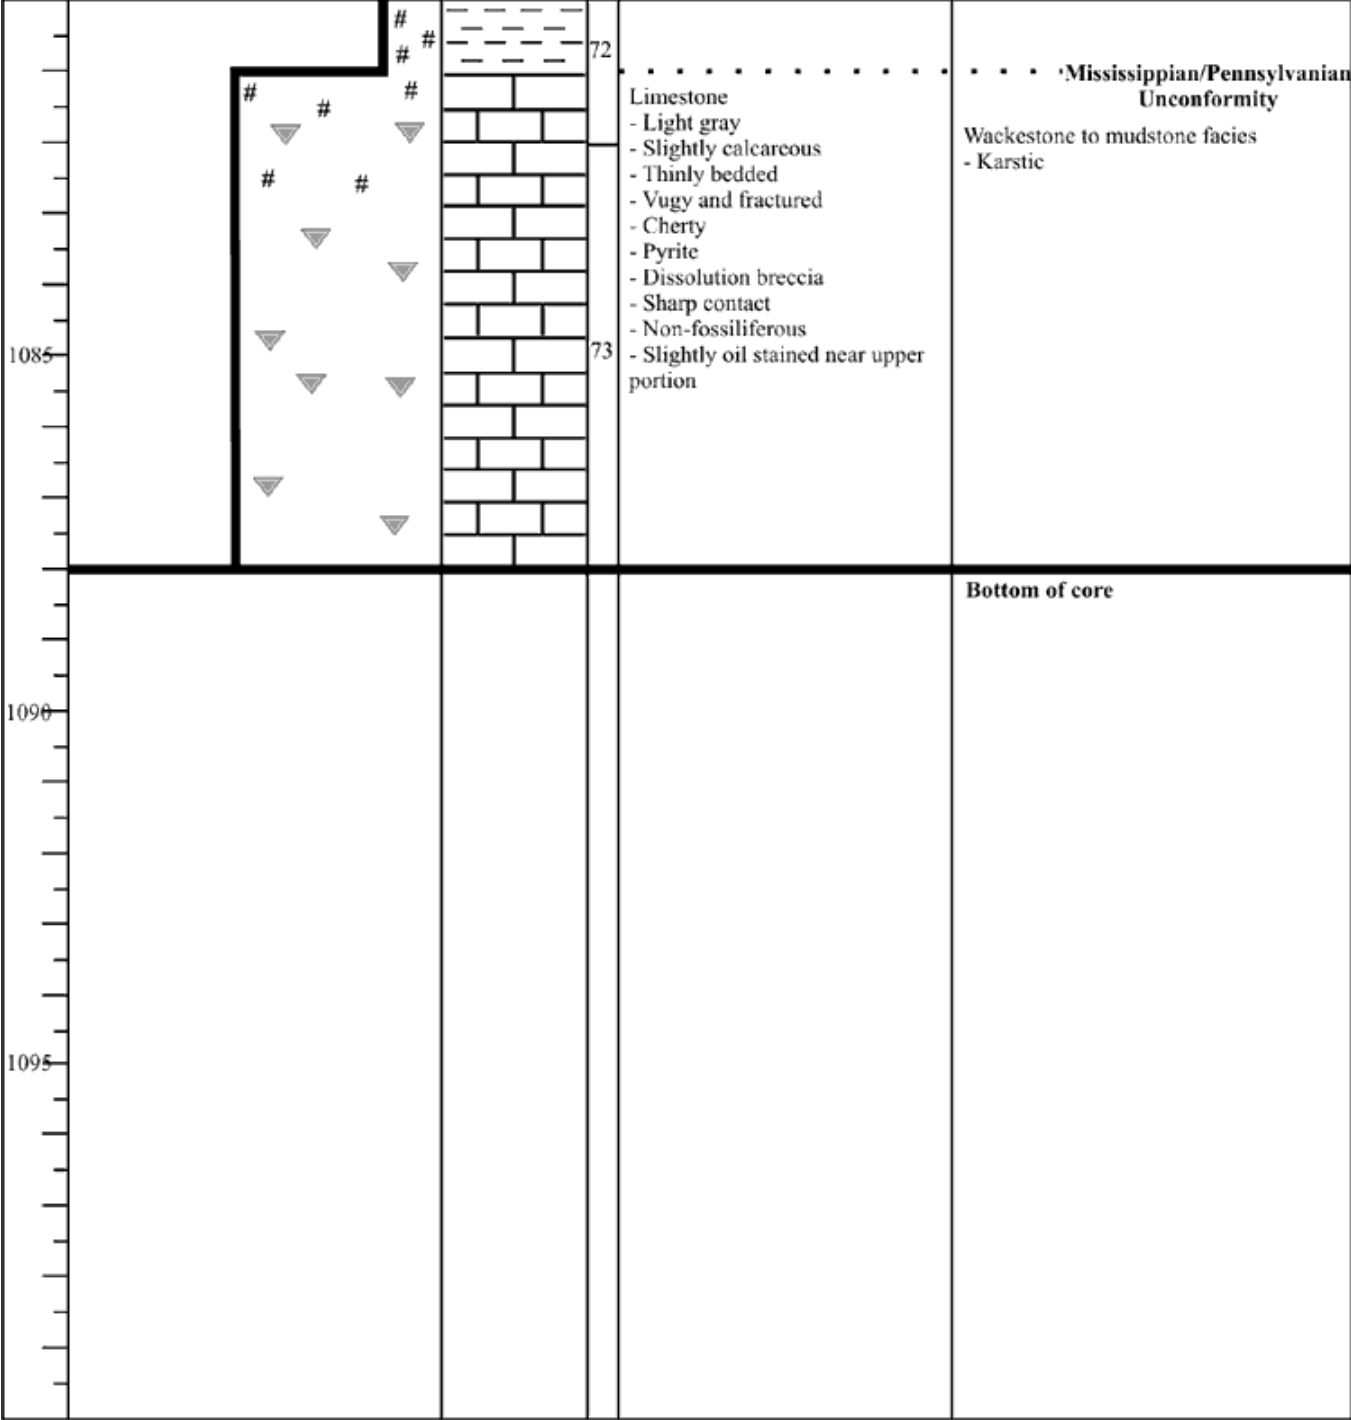 72
Mississippian/Pennsylvanian
Unconformity
Limestone
- Light gray
- Slightly calcareous
- Thinly bedded
- Vugy and fractured
- Cherty
- Pyrite
- Dissolution breccia
- Sharp contact
- Non-fossiliferous
- Slightly oil stained near upper
portion
Wackestone to mudstone facies
- Karstic
# 
#
#
#
#
#
#
#
1085
73
Bottom of core
1090
1095